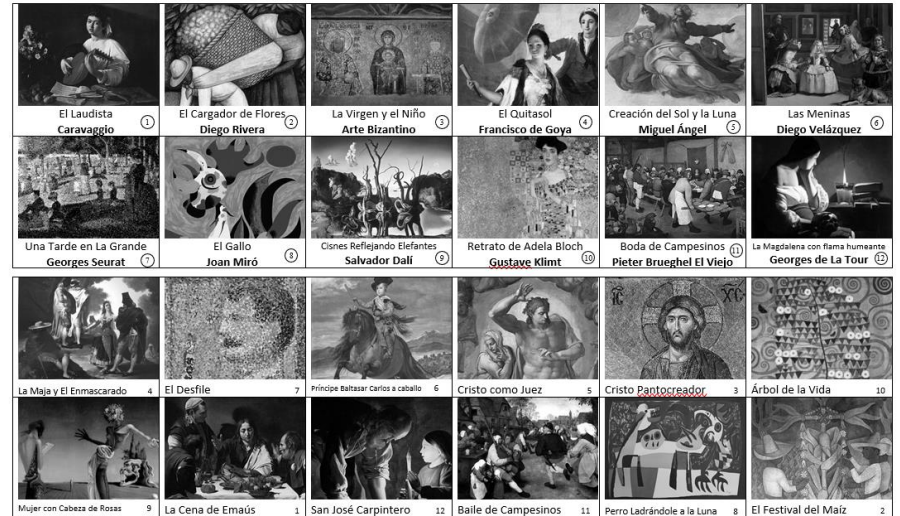 El Laudista
Caravaggio 1
El Cargador de Flores
Diego Rivera 2
La Virgen y el Niño
Arte Bizantino 3
El Quitasol
Francisco de Goya 4
Creación del Sol y la Luna
Miguel Ángel 5
Las Meninas
Diego Velázquez 6
Una Tarde en La Grande
Georges Seurat 7
El Gallo
Joan Miró 8
Cisnes Reflejando Elefantes
Salvador Dalí 9
Retrato de Adela Bloch
Gustave Klimt 10
Boda de Campesinos
Pieter Brueghel El Viejo 11
La Magdalena con flama humeante
Georges de La Tour 12
La Maja y El Enmascarado 4
El Desfile 7
Príncipe Baltasar Carlos a caballo 6
Cristo como Juez 5
Cristo Pantocreador 3
Árbol de la Vida 10
Mujer con Cabeza de Rosas 9
La Cena de Emaús 1
San José Carpintero 12
Baile de Campesinos 11
Perro Ladrándole a la Luna 8
El Festival del Maíz 2